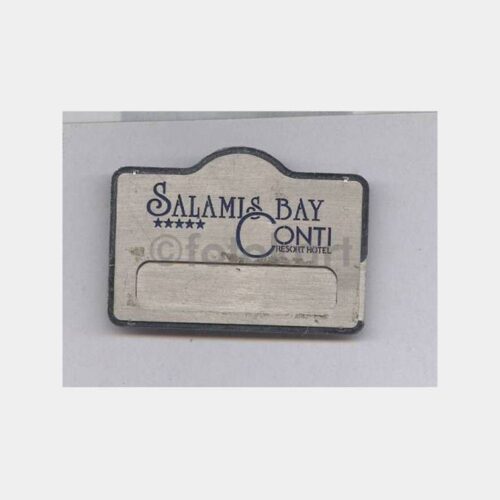 SALAMIS BAY
CONTI
RESORT HOTEL